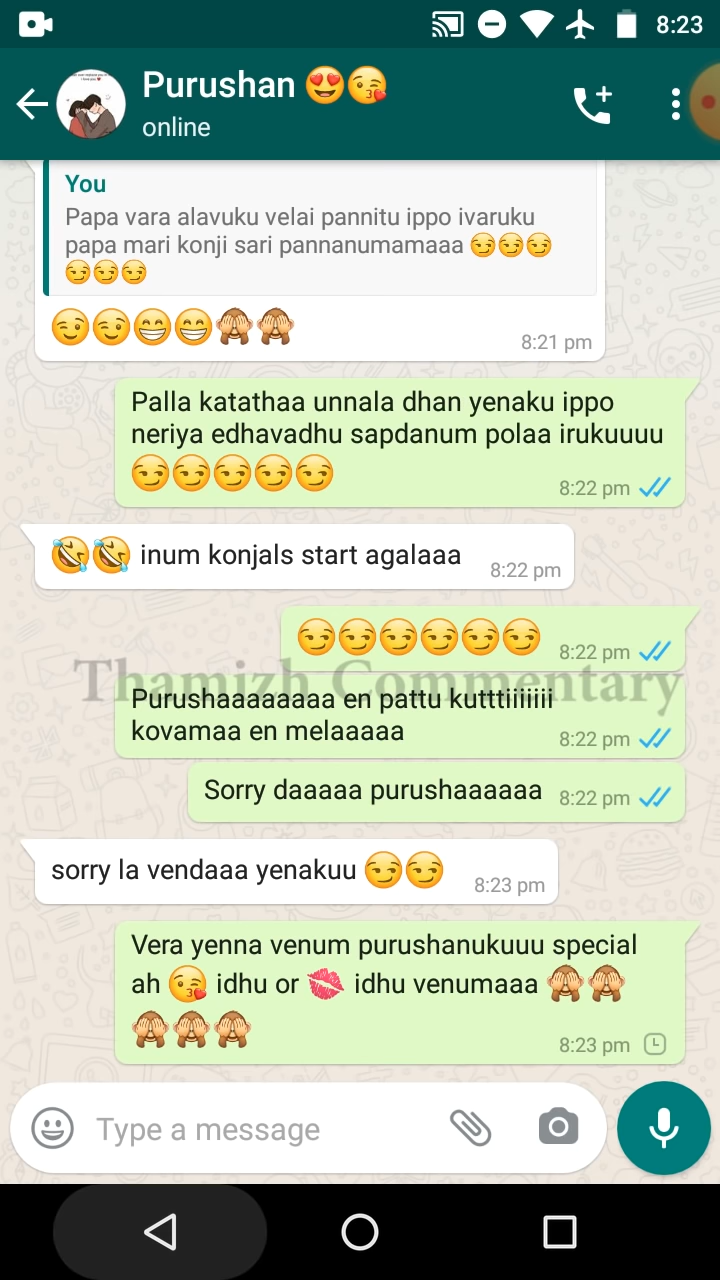 8:23
Purushan 😍😘
online
You
Papa vara alavuku velai pannitu ippo ivaruku
papa mari konji sari pannanumamaaa 😏😏😏
😏😏😏
😉😉😁😁🙈🙈 8:21 pm
Palla katathaa unnala dhan yenaku ippo
neriya edhavadhu sapdanum polaa irukuuuu
😏😏😏😏😏 8:22 pm
🤣🤣 inum konjals start agalaaa 8:22 pm
😏😏😏😏😏😏 8:22 pm
Thamizh Commentary
Purushaaaaaaaaa en pattu kutttiiiiiiii
kovamaa en melaaaaa 8:22 pm
Sorry daaaaa purushaaaaaa 8:22 pm
sorry la vendaaa yenakuu 😏😏 8:23 pm
Vera yenna venum purushanukuuu special
ah 😘 idhu or 💋 idhu venumaaa 🙈🙈
🙈🙈🙈 8:23 pm
Type a message